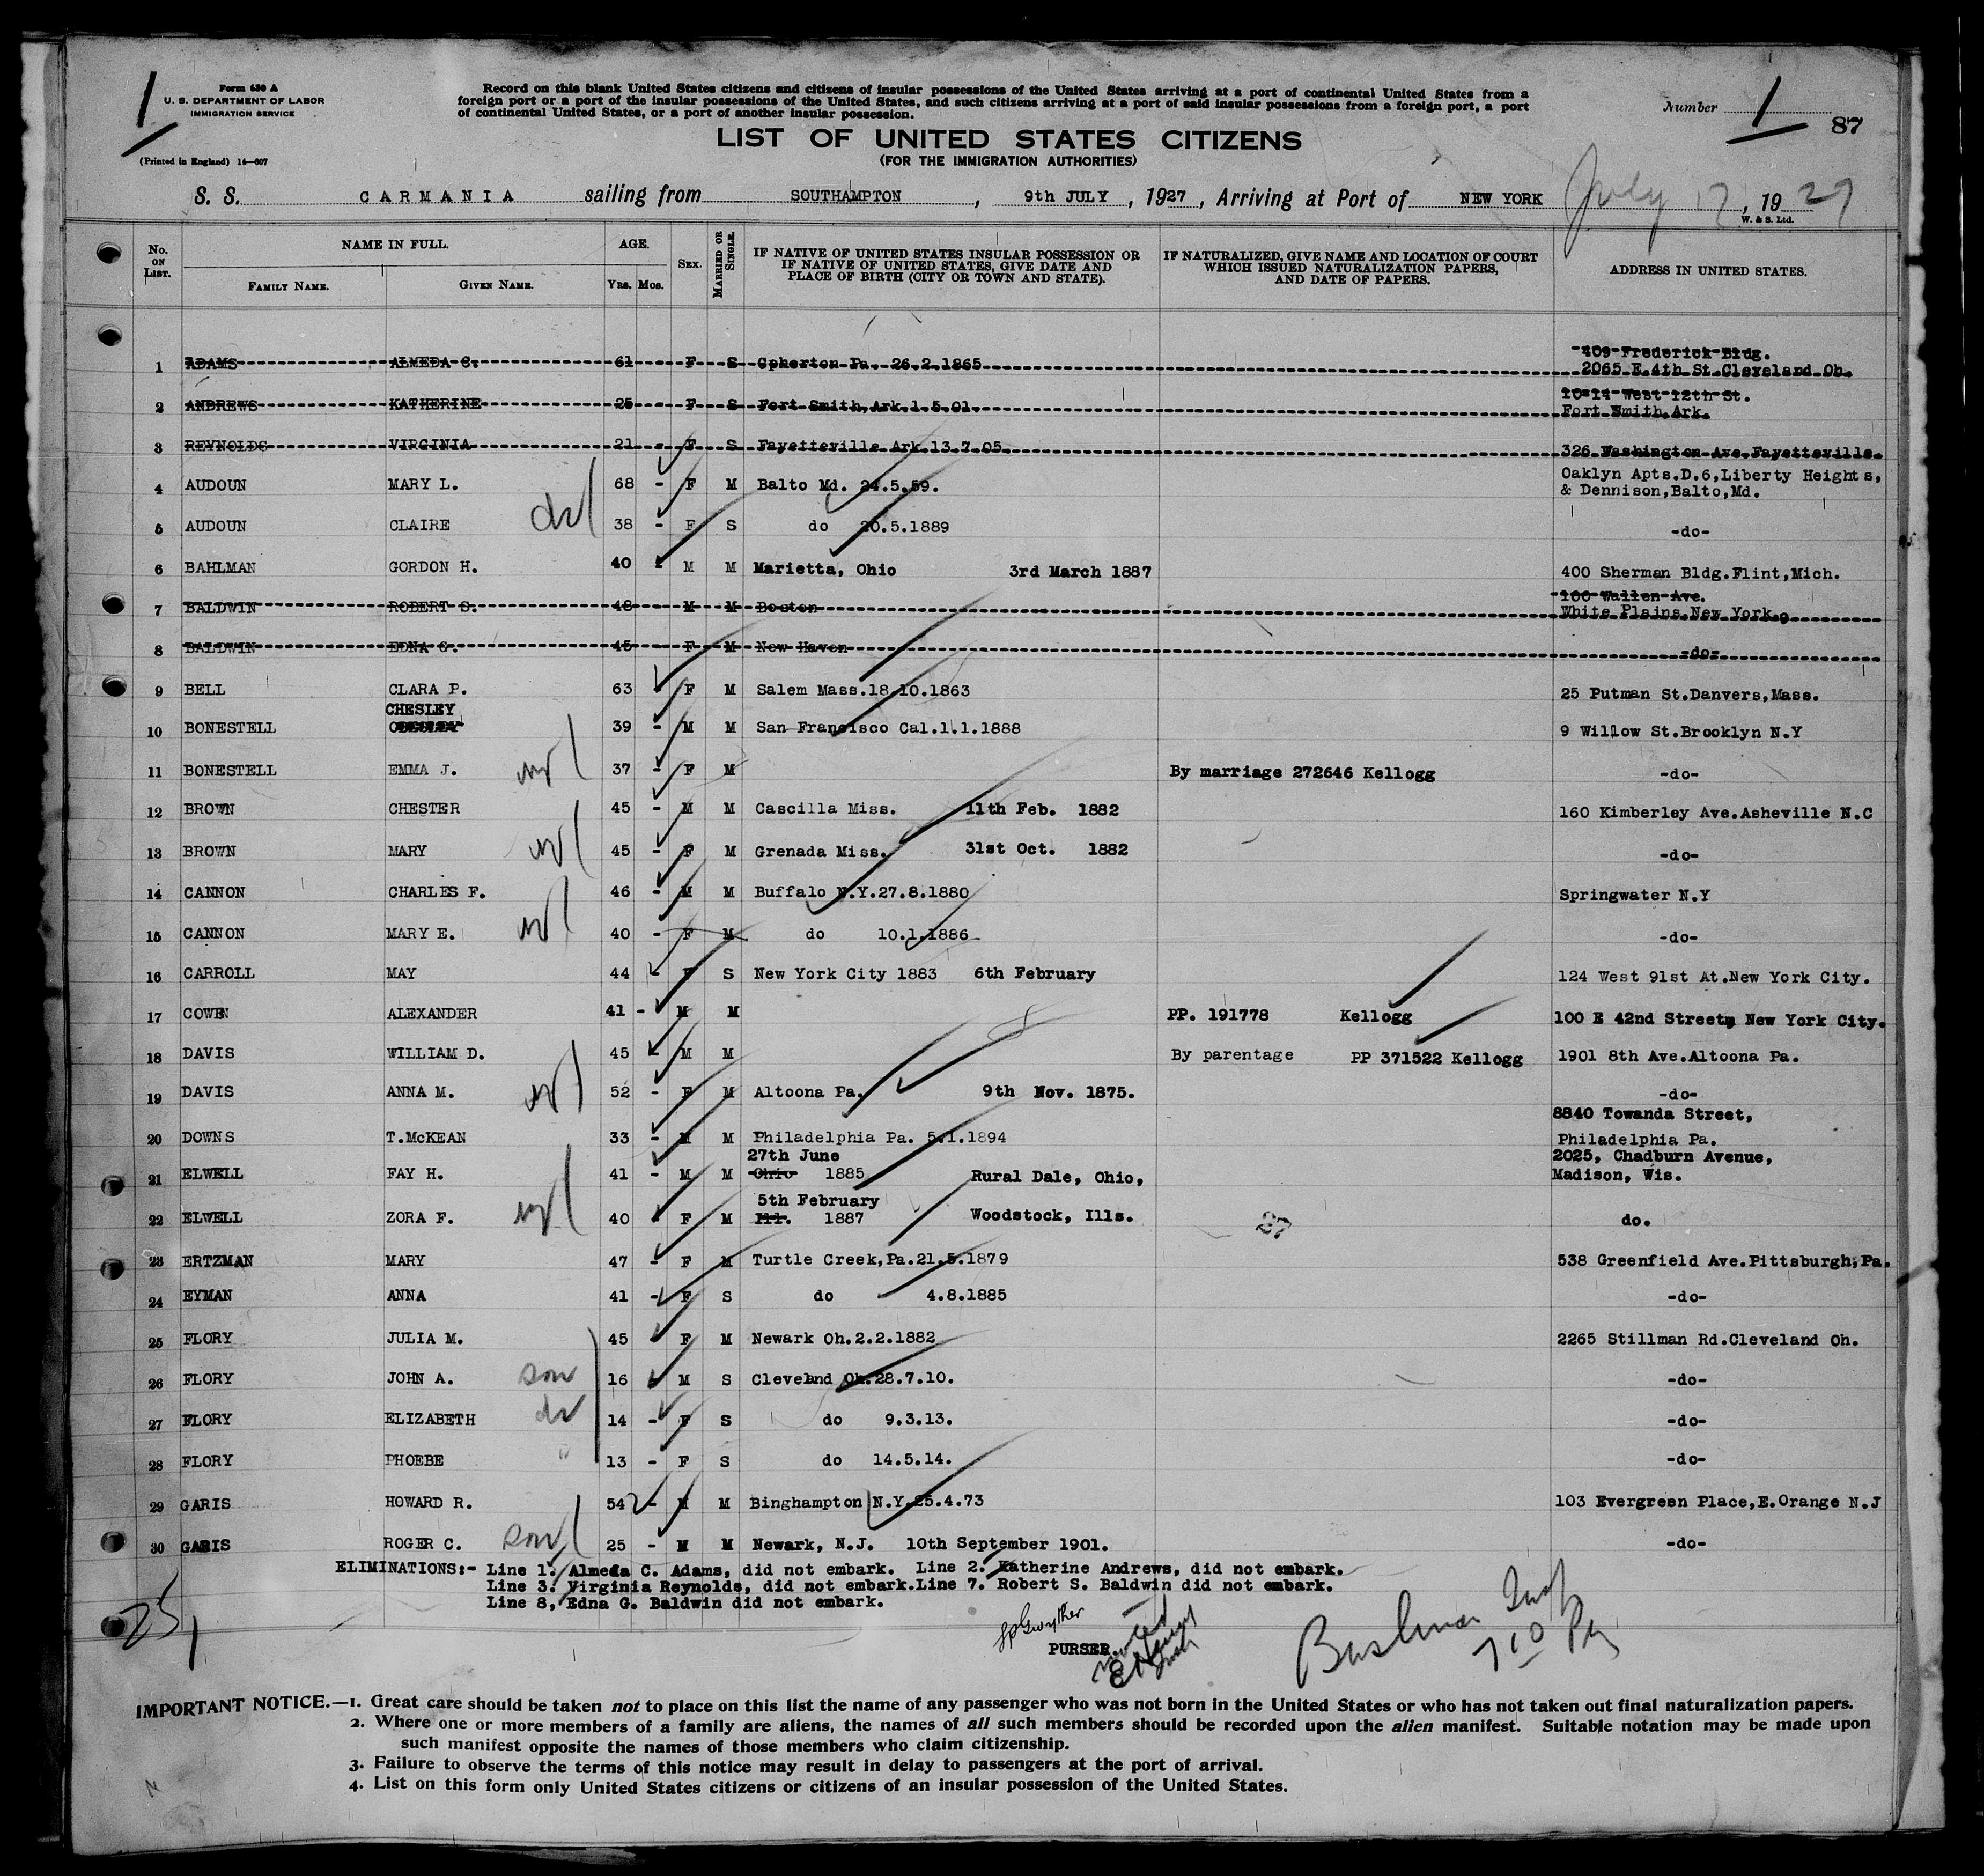 1
Form 630 A
U. S. DEPARTMENT OF LABOR
IMMIGRATION SERVICE
(Printed in England) 14—607
Record on this blank United States citizens and citizens of insular possessions of the United States arriving at a port of continental United States from a
foreign port or a port of the insular possessions of the United States, and such citizens arriving at a port of said insular possessions from a foreign port, a port
of continental United States, or a port of another insular possession.
Number 1
87
LIST OF UNITED STATES CITIZENS
(FOR THE IMMIGRATION AUTHORITIES)
S. S. CARMANIA sailing from SOUTHAMPTON, 9th JULY, 1927, Arriving at Port of NEW YORK July 17, 1927
W. & S. Ltd.
No. ON LIST. NAME IN FULL. FAMILY NAME. GIVEN NAME. AGE. YRS. MOS. SEX. MARRIED OR SINGLE. IF NATIVE OF UNITED STATES INSULAR POSSESSION OR IF NATIVE OF UNITED STATES, GIVE DATE AND PLACE OF BIRTH (CITY OR TOWN AND STATE). IF NATURALIZED, GIVE NAME AND LOCATION OF COURT WHICH ISSUED NATURALIZATION PAPERS, AND DATE OF PAPERS. ADDRESS IN UNITED STATES.
1 ADAMS ALMEDA C. 61 F S Gpherton Pa. 26.2.1865 409 Frederick Bldg.
2065 E.4th St.Cleveland Oh.
2 ANDREWS KATHERINE 25 F S Fort Smith,Ark.1.5.01. 10-14 West 12th St.
Fort Smith Ark.
3 REYNOLDS VIRGINIA 21 - F S Fayetteville Ark.13.7.05. 326 Washington Ave.Fayetteville.
4 AUDOUN MARY L. 68 - F M Balto Md. 24.5.59. Oaklyn Apts.D.6,Liberty Heights,
& Dennison,Balto,Md.
5 AUDOUN CLAIRE 38 - F S do 20.5.1889 -do-
6 BAHLMAN GORDON H. 40 - M M Marietta, Ohio 3rd March 1887 400 Sherman Bldg.Flint,Mich.
7 BALDWIN ROBERT S. 48 - M M Boston 100 Wallen Ave.
White Plains New York.
8 BALDWIN EDNA G. 45 - F M New Haven -do-
9 BELL CLARA P. 63 - F M Salem Mass.18.10.1863 25 Putman St.Danvers,Mass.
CHESLEY
10 BONESTELL 39 - M M San Francisco Cal.1.1.1888 9 Willow St.Brooklyn N.Y
11 BONESTELL EMMA J. 37 - F M By marriage 272646 Kellogg -do-
12 BROWN CHESTER 45 - M M Cascilla Miss. 11th Feb. 1882 160 Kimberley Ave.Asheville N.C
13 BROWN MARY 45 - F M Grenada Miss. 31st Oct. 1882 -do-
14 CANNON CHARLES F. 46 - M M Buffalo N.Y.27.8.1880 Springwater N.Y
15 CANNON MARY E. 40 - F M do 10.1.1886 -do-
16 CARROLL MAY 44 - F S New York City 1883 6th February 124 West 91st At.New York City.
17 COWEN ALEXANDER 41 - M M PP. 191778 Kellogg 100 E 42nd Street, New York City.
18 DAVIS WILLIAM D. 45 - M M By parentage PP 371522 Kellogg 1901 8th Ave.Altoona Pa.
19 DAVIS ANNA M. 52 - F M Altoona Pa. 9th Nov. 1875. -do-
8840 Towanda Street,
20 DOWNS T.McKEAN 33 - M M Philadelphia Pa. 5.1.1894 Philadelphia Pa.
27th June 2025, Chadburn Avenue,
21 ELWELL FAY H. 41 - M M Ohio 1885 Rural Dale, Ohio, Madison, Wis.
5th February
22 ELWELL ZORA F. 40 - F M Ill. 1887 Woodstock, Ills. 27 do.
23 ERTZMAN MARY 47 - F M Turtle Creek,Pa.21.5.1879 538 Greenfield Ave.Pittsburgh,Pa.
24 EYMAN ANNA 41 - F S do 4.8.1885 -do-
25 FLORY JULIA M. 45 - F M Newark Oh.2.2.1882 2265 Stillman Rd.Cleveland Oh.
26 FLORY JOHN A. son 16 - M S Cleveland Oh.28.7.10. -do-
27 FLORY ELIZABETH 14 - F S do 9.3.13. -do-
28 FLORY PHOEBE " 13 - F S do 14.5.14. -do-
29 GARIS HOWARD R. 54 - M M Binghampton N.Y.25.4.73 103 Evergreen Place,E.Orange N.J
30 GARIS ROGER C. son 25 - M M Newark, N.J. 10th September 1901. -do-
ELIMINATIONS:- Line 1. Almeda C. Adams, did not embark. Line 2. Katherine Andrews, did not embark.
Line 3. Virginia Reynolds, did not embark.Line 7. Robert S. Baldwin did not embark.
Line 8, Edna G. Baldwin did not embark.
25
PURSER.
IMPORTANT NOTICE.—1. Great care should be taken not to place on this list the name of any passenger who was not born in the United States or who has not taken out final naturalization papers.
2. Where one or more members of a family are aliens, the names of all such members should be recorded upon the alien manifest. Suitable notation may be made upon
such manifest opposite the names of those members who claim citizenship.
3. Failure to observe the terms of this notice may result in delay to passengers at the port of arrival.
4. List on this form only United States citizens or citizens of an insular possession of the United States.